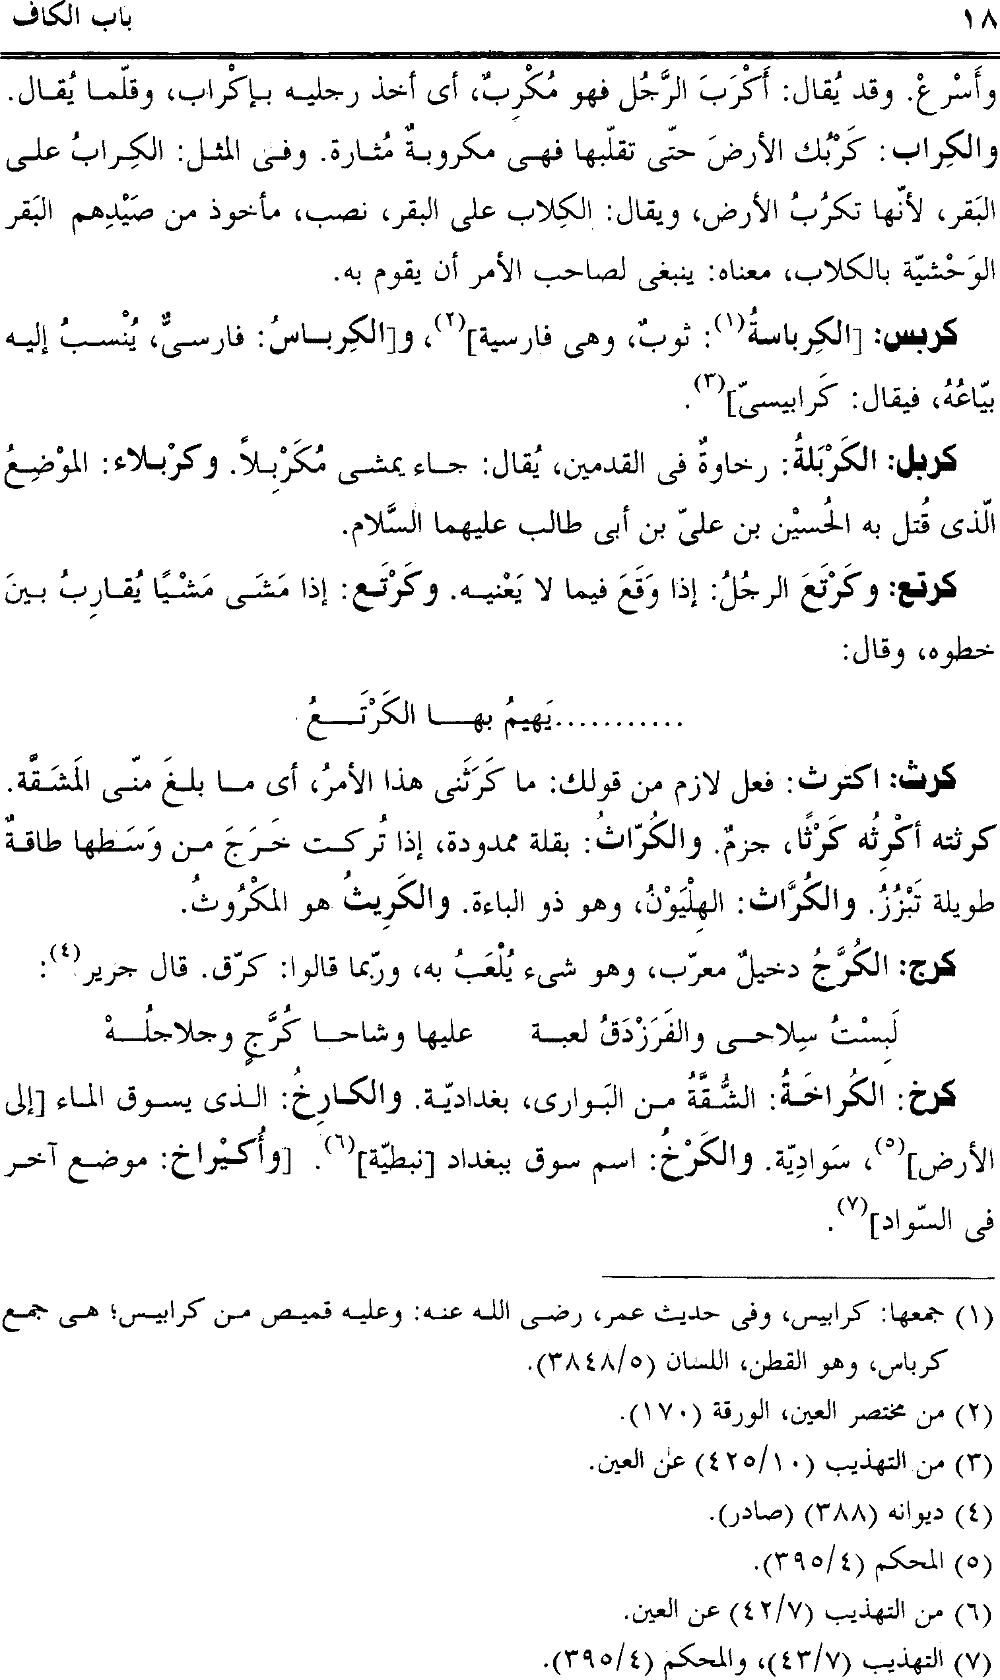 ١٨
باب الكاف
وأَسْرِعْ. وقد يُقال: أَكْرَبَ الرَّجُل فهو مُكْرِبٌ، أى أخذ رجليه بإكْراب، وقلّما يُقال.
والكِراب: كَرْبُك الأرضَ حتّى تقلّبها فهى مكروبةٌ مُثارة. وفى المثل: الكِرابُ على
البَقر، لأنّها تكرُبُ الأرض، ويقال: الكِلاب على البقر، نصب، مأخوذ من صَيْدِهم البَقر
الوَحْشيّة بالكلاب، معناه: ينبغى لصاحب الأمر أن يقوم به.
كربس: [الكِرباسةُ(١): ثوبٌ، وهى فارسية](٢)، و[الكِرباسُ: فارسىٌّ، يُنْسبُ إليه
بيّاعُهُ، فيقال: كَرابيسىّ](٣).
كربل: الكَرْبَلةُ: رخاوةٌ فى القدمين، يُقال: جاء يمشى مُكَرْبِلاً. وكرْبلاء: الموْضِعُ
الّذى قُتل به الحُسيْن بن علىّ بن أبى طالب عليهما السَّلام.
كرتع: وكَرْتَعَ الرجُلُ: إذا وَقَعَ فيما لا يَعْنيه. وكَرْتَع: إذا مَشَى مَشْيًا يُقارِبُ بينَ
خطوه، وقال:
...........يَهيمُ بها الكَرْتَعُ
كرث: اكترث: فعل لازم من قولك: ما كَرَثَنى هذا الأمرُ، أى ما بلغَ منّى المَشَقَّة.
كرثته أكْرِثُه كَرْثًا، جزمٌ. والكُرّاثُ: بقلة ممدودة، إذا تُركت خَرَجَ من وَسَطها طاقةٌ
طويلة تَبْزُرُ. والكُرَّاث: الهِلْيَوْنُ، وهو ذو الباءة. والكَرِيثُ هو المكْروثُ.
كرج: الكُرَّجُ دخيلٌ معرّب، وهو شىء يُلْعَبُ به، وربّما قالوا: كرّق. قال جرير(٤):
لَبِسْتُ سِلاحى والفَرَزْدَقُ لعبة عليها وشاحا كُرَّجٍ وجلاجلُهْ
كرخ: الكُراخَةُ: الشُّقَّةُ من البَوارى، بغداديّة. والكارِخُ: الذى يسوق الماء [إلى
الأرض](٥)، سَوادِيّة. والكَرْخُ: اسم سوق ببغداد [نبطيّة](٦). [وأُكيْراخ: موضع آخر
فى السّواد](٧).
(١) جمعها: كرابيس، وفى حديث عمر، رضى الله عنه: وعليه قميص من كرابيس؛ هى جمع
كرباس، وهو القطن، اللسان (٣٨٤٨/٥).
(٢) من مختصر العين، الورقة (١٧٠).
(٣) من التهذيب (٤٢٥/١٠) عن العين.
(٤) ديوانه (٣٨٨) (صادر).
(٥) المحكم (٣٩٥/٤).
(٦) من التهذيب (٤٢/٧) عن العين.
(٧) التهذيب (٤٣/٧)، والمحكم (٣٩٥/٤).